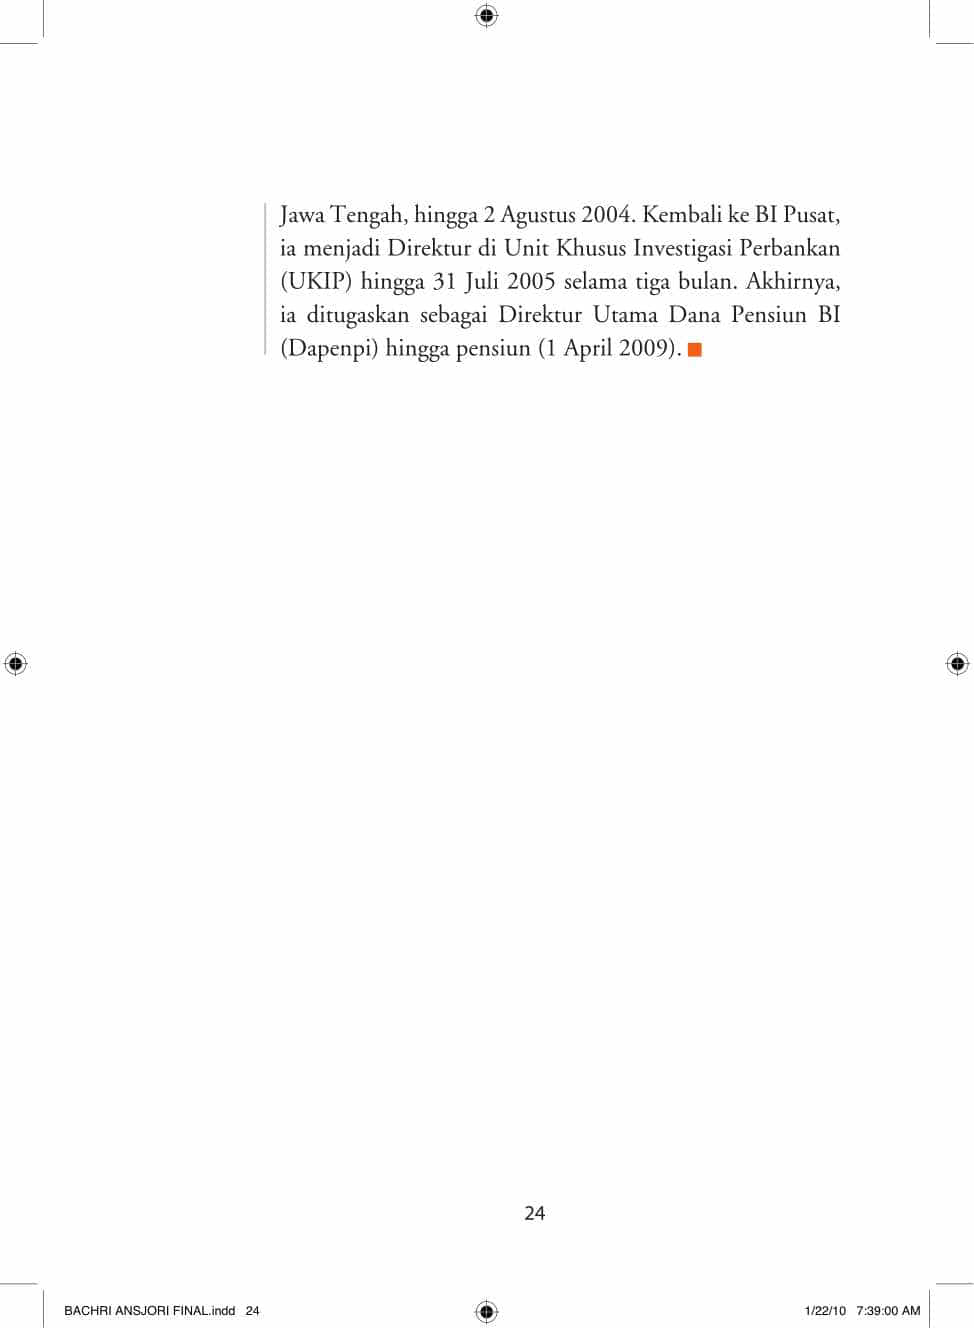 Jawa Tengah, hingga 2 Agustus 2004. Kembali ke BI Pusat,
ia menjadi Direktur di Unit Khusus Investigasi Perbankan
(UKIP) hingga 31 Juli 2005 selama tiga bulan. Akhirnya,
ia ditugaskan sebagai Direktur Utama Dana Pensiun BI
(Dapenpi) hingga pensiun (1 April 2009).
24
BACHRI ANSJORI FINAL.indd 24 1/22/10 7:39:00 AM